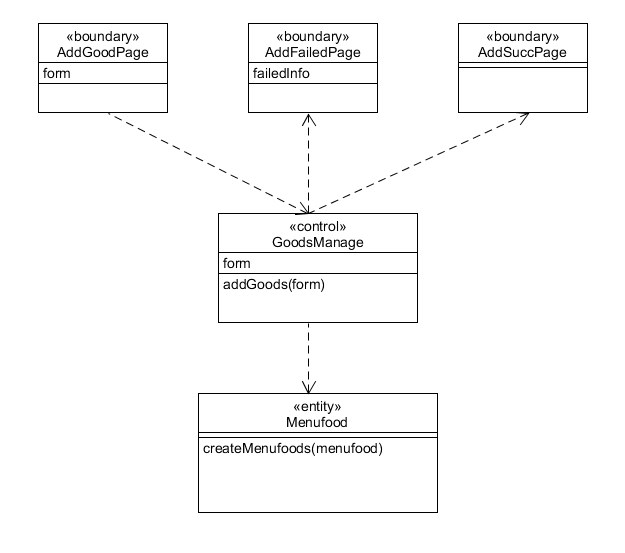 «boundary»
AddGoodPage
form
«boundary»
AddFailedPage
failedInfo
«boundary»
AddSuccPage
«control»
GoodsManage
form
addGoods(form)
«entity»
Menufood
createMenufoods(menufood)